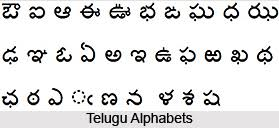 ఔ ఐ ఆ ఈ ఊ భ ఙ ఘ ధ ఝ
ఢ ఞ ఓ ఏ అ ఇ ఉ ఫ ఱ ఖ థ
ఛ ఠ ఎ ఁ ణ న ళ శ ష
Telugu Alphabets